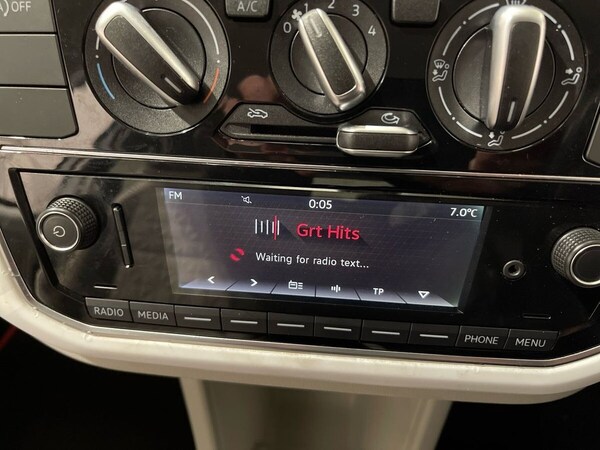 OFF
A/C
0
1
2
3
4
FM
0:05
7.0°C
Grt Hits
Waiting for radio text...
TP
RADIO
MEDIA
PHONE
MENU